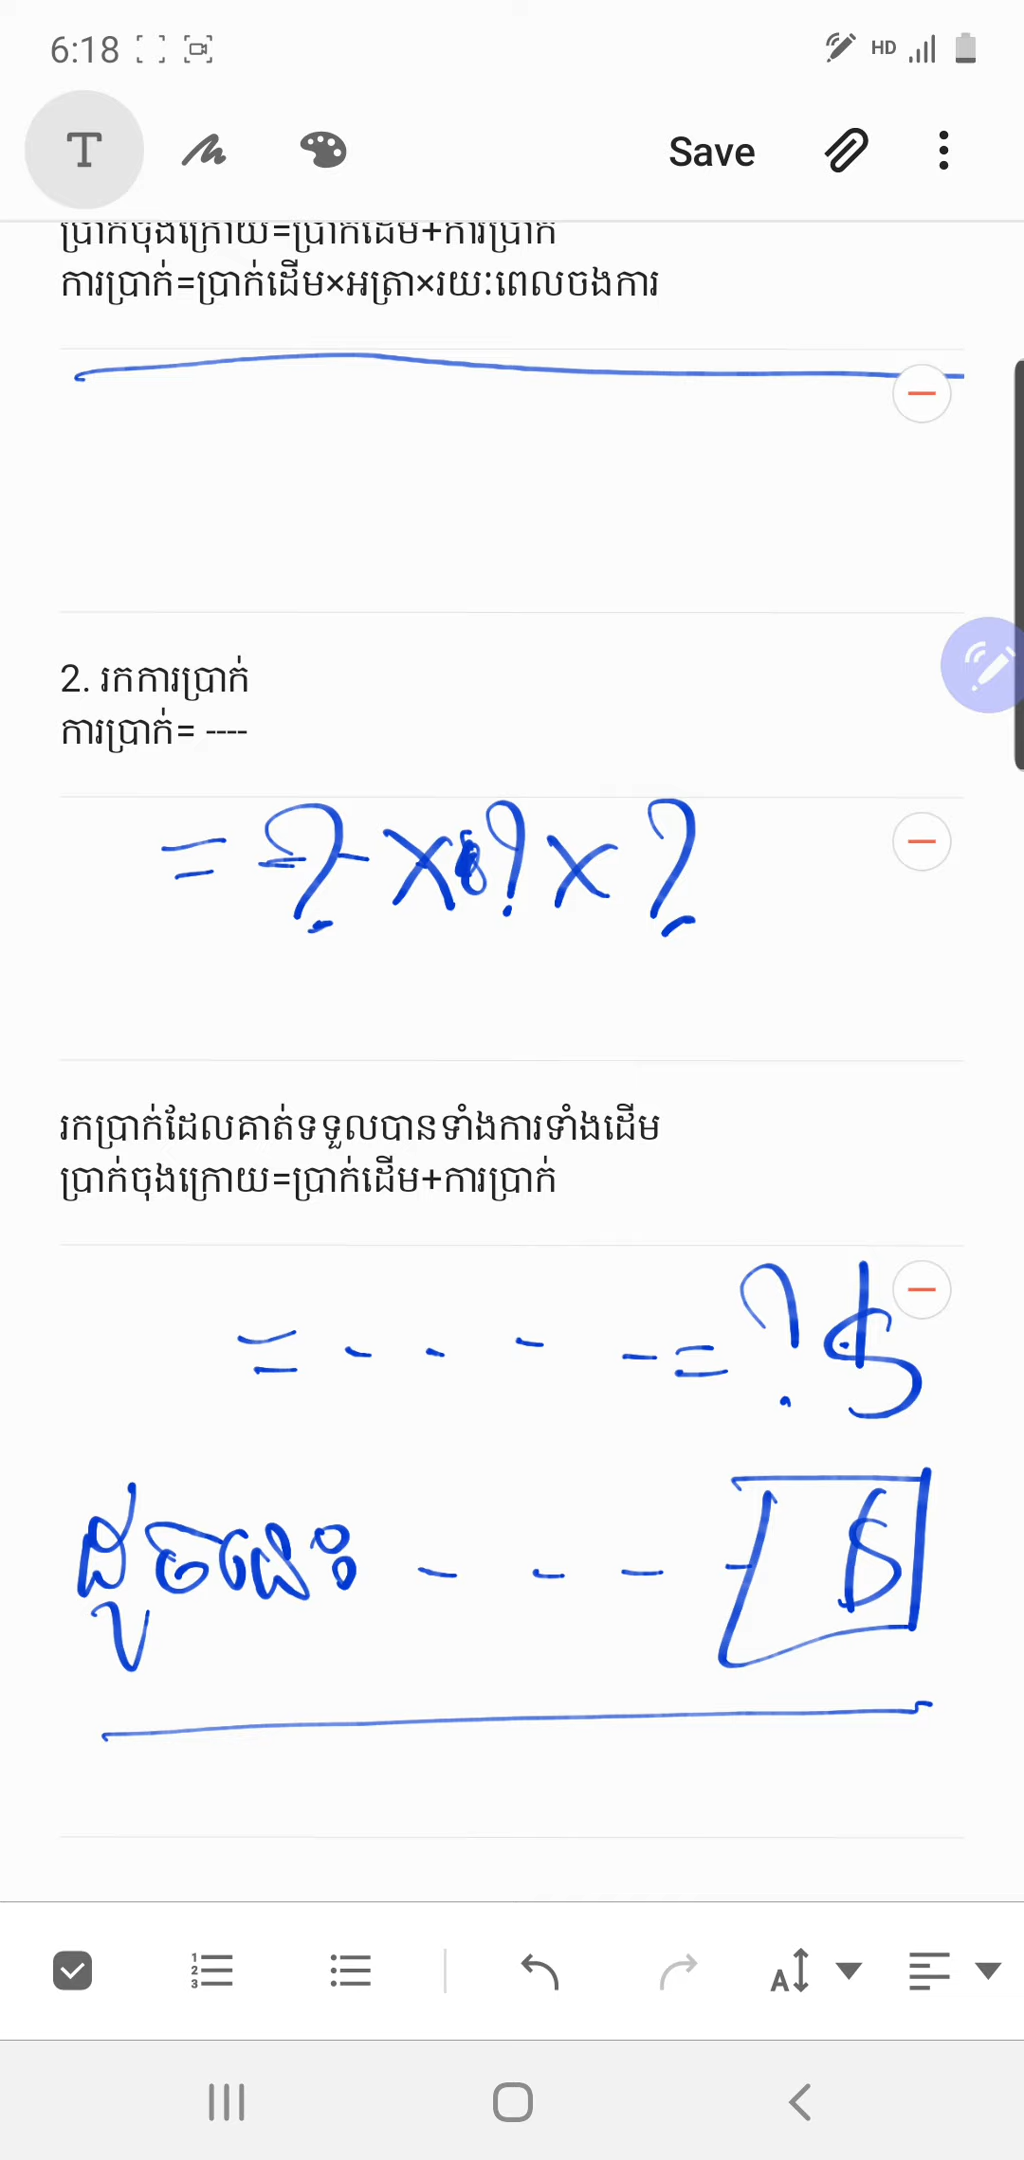 6:18 HD
T Save
ប្រាក់ចុងក្រោយ=ប្រាក់ដើម+ការប្រាក់
ការប្រាក់=ប្រាក់ដើម×អត្រា×រយៈពេលចងការ
2. រកការប្រាក់
ការប្រាក់= ----
= ? × ? × ?
រកប្រាក់ដែលគាត់ទទួលបានទាំងការទាំងដើម
ប្រាក់ចុងក្រោយ=ប្រាក់ដើម+ការប្រាក់
= - - - - = ? $
ដូចនេះ - - -